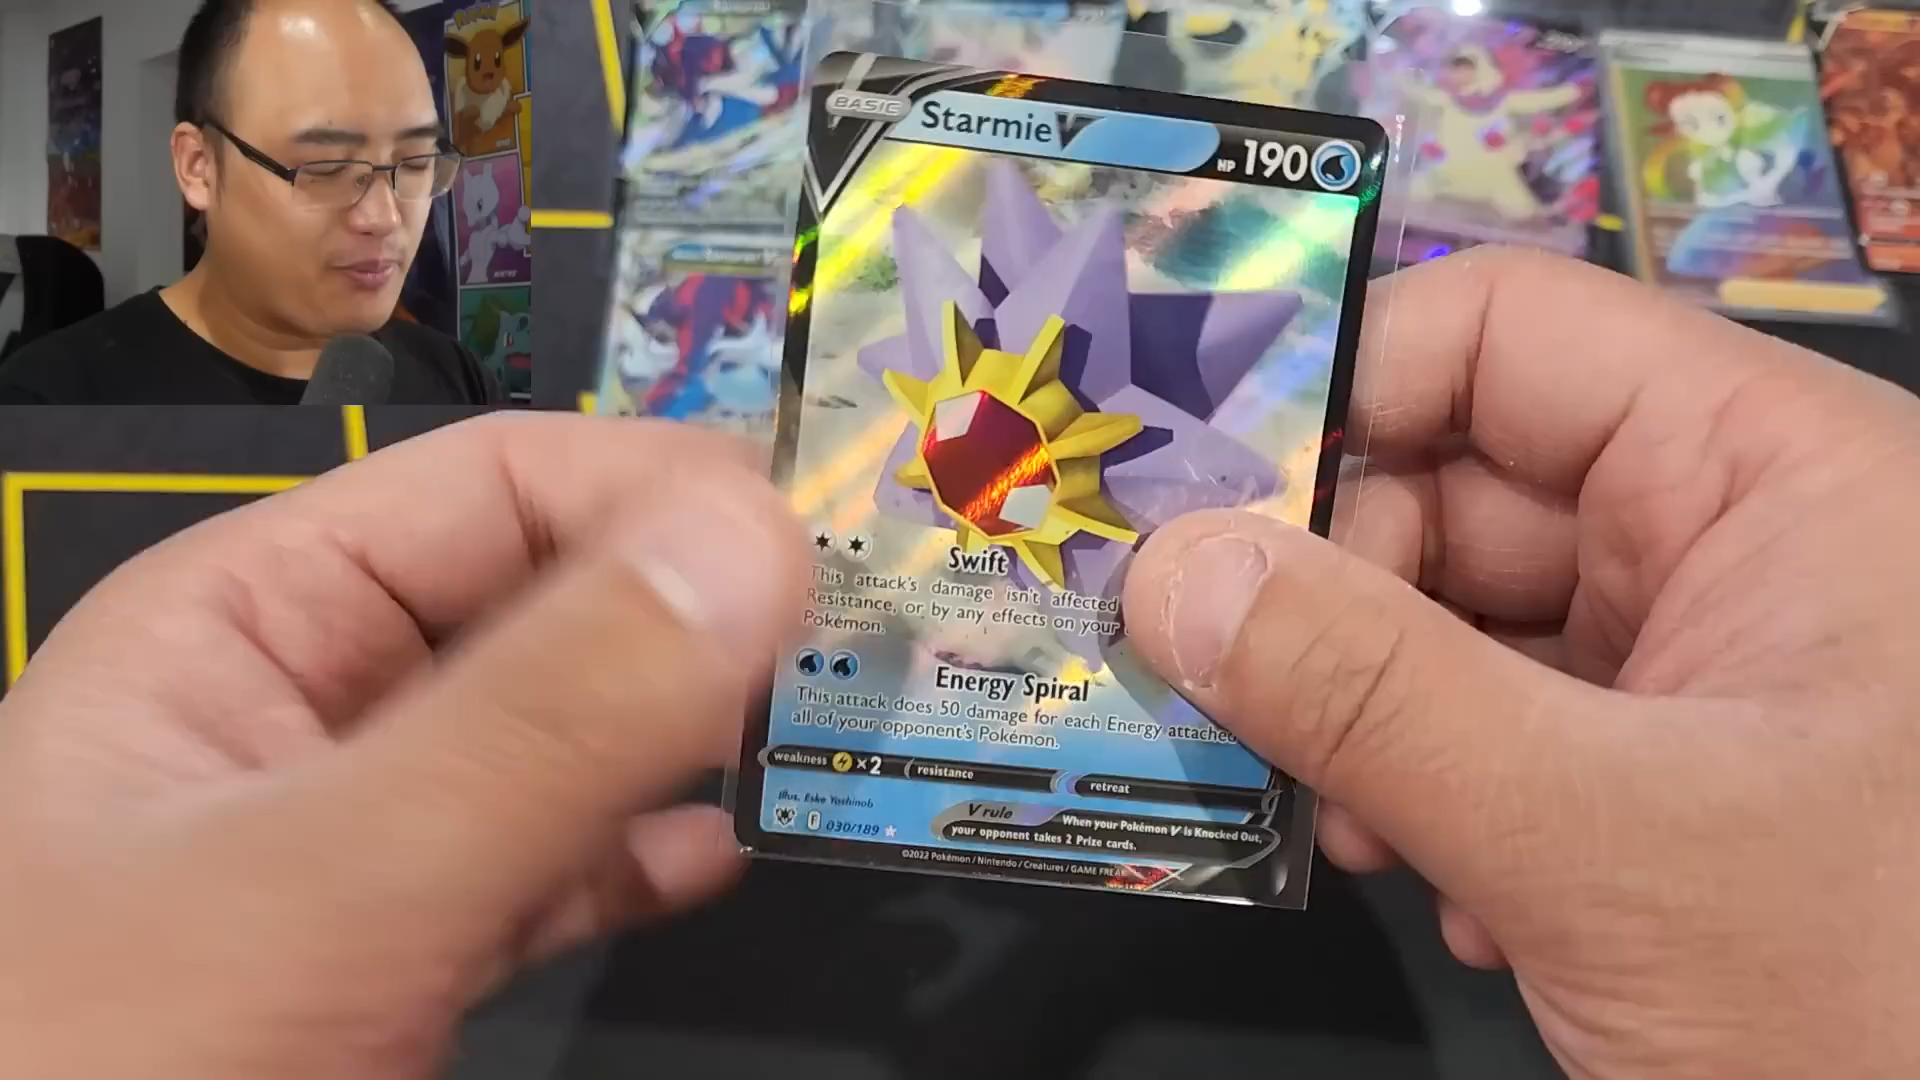 BASIC
Starmie V
HP 190
Swift
This attack's damage isn't affected
Resistance, or by any effects on your
Pokémon.
Energy Spiral
This attack does 50 damage for each Energy attached
all of your opponent's Pokémon.
weakness ×2 resistance retreat
Illus. Eske Yoshinob
F 030/189
V rule When your Pokémon V is Knocked Out,
your opponent takes 2 Prize cards.
©2022 Pokémon / Nintendo / Creatures / GAME FREAK